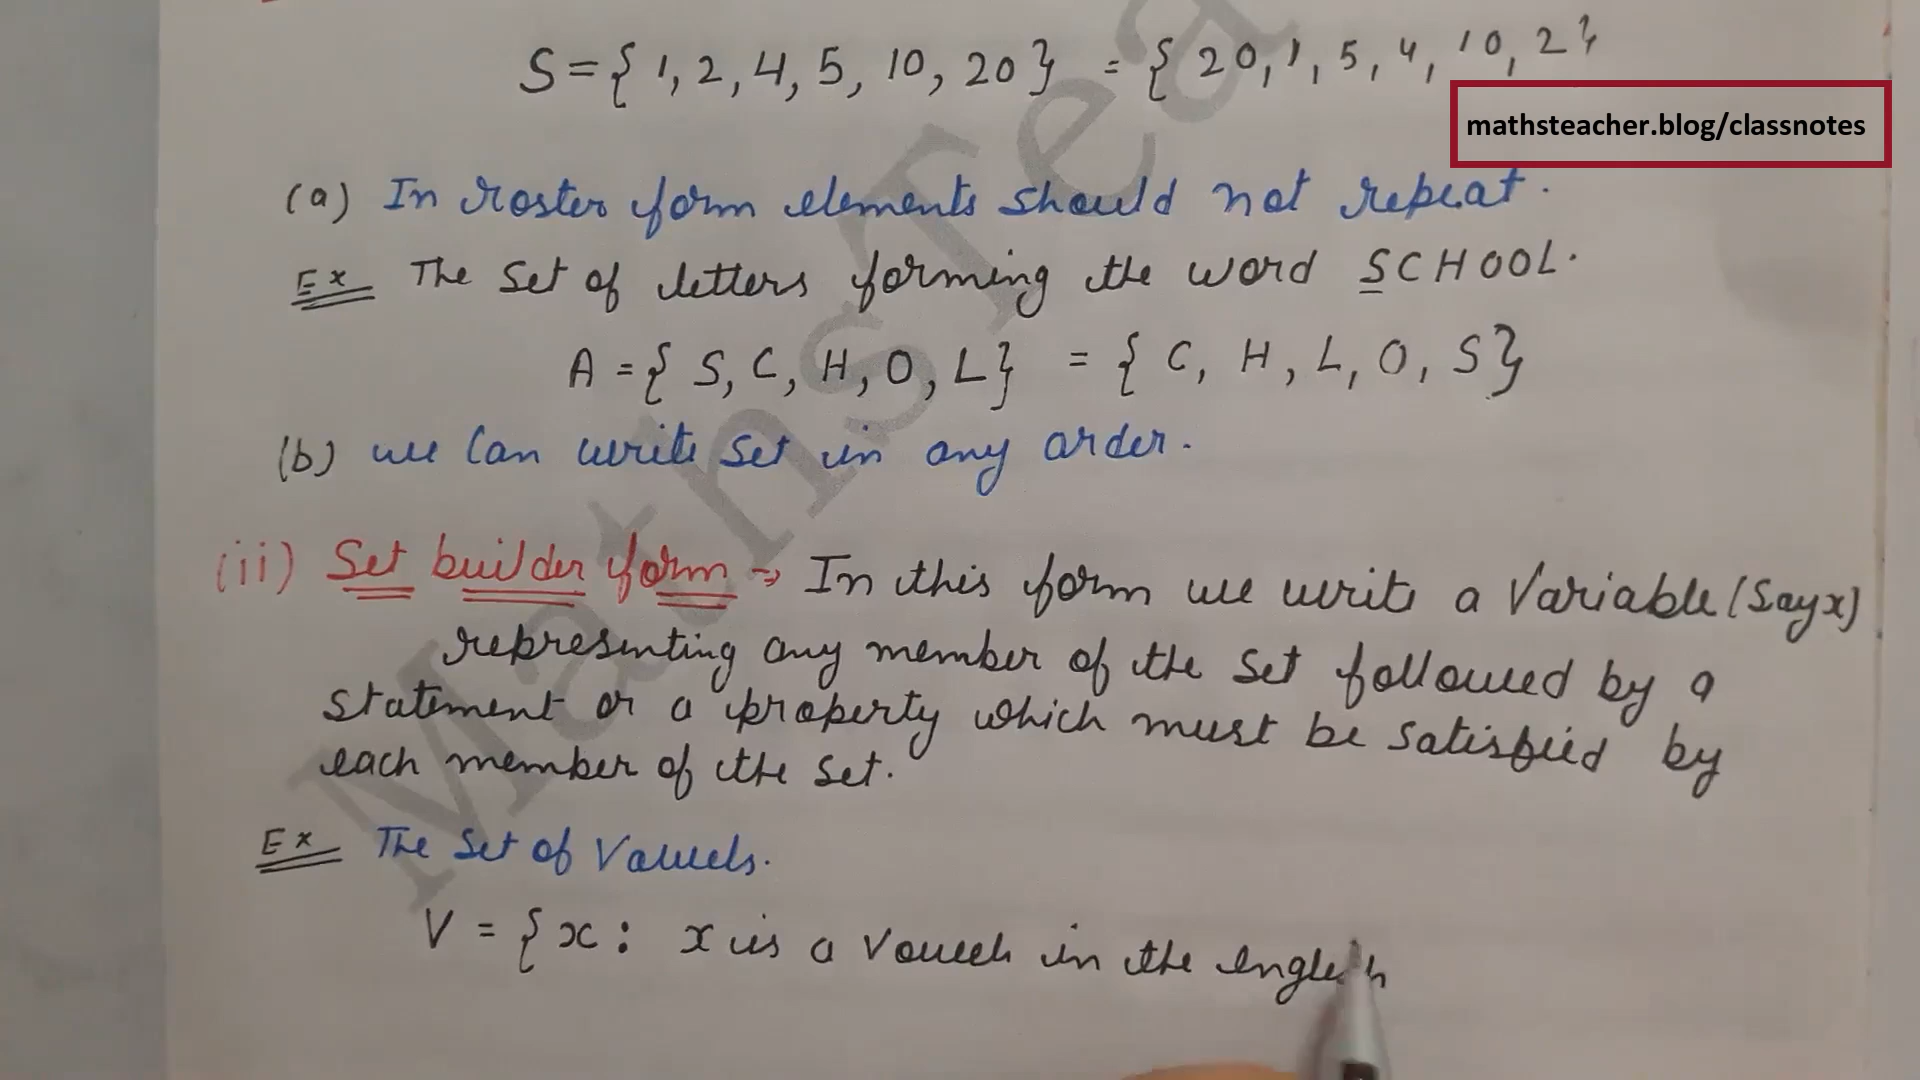 S = { 1, 2, 4, 5, 10, 20 } = { 20, 1, 5, 4, 10, 2 }
mathsteacher.blog/classnotes
(a) In roster form elements should not repeat.
Ex The set of letters forming the word SCHOOL.
A = { S, C, H, O, L } = { C, H, L, O, S }
(b) we can write set in any order.
(ii) Set builder form → In this form we write a variable (Say x)
representing any member of the set followed by a
statement or a property which must be satisfied by
each member of the set.
Ex The set of Vowels.
V = { x : x is a vowel in the english
MathsTea